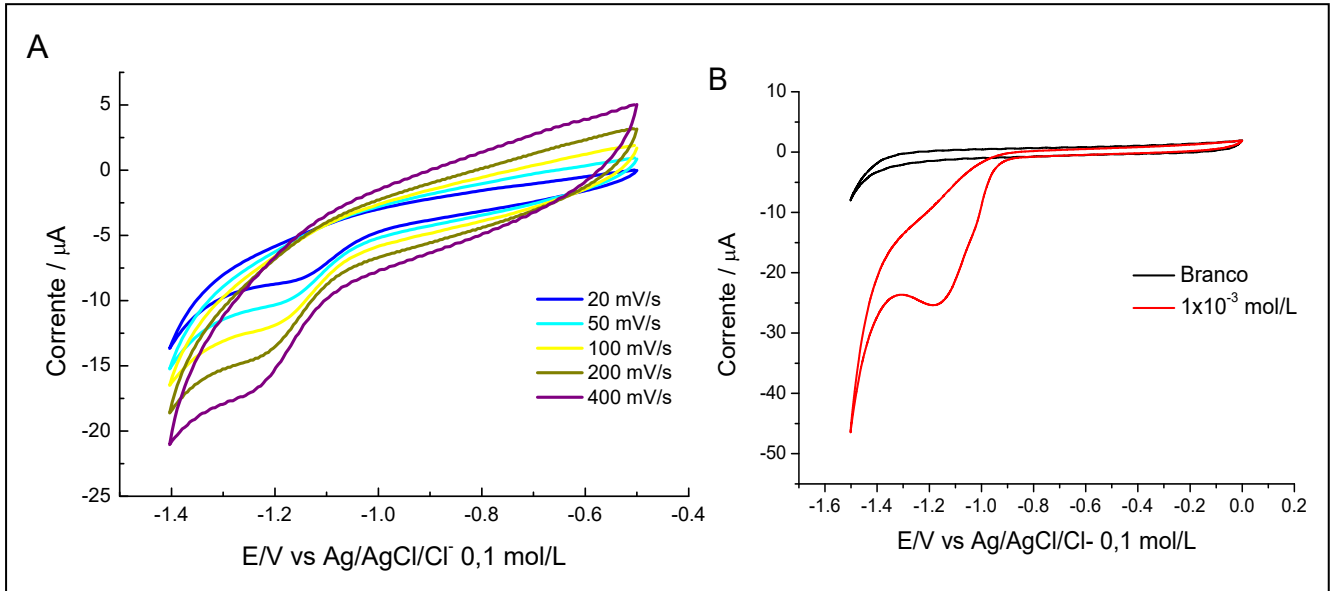 A
Corrente / µA
5
0
-5
-10
-15
-20
-25
-1.4 -1.2 -1.0 -0.8 -0.6 -0.4
E/V vs Ag/AgCl/Cl⁻ 0,1 mol/L
20 mV/s
50 mV/s
100 mV/s
200 mV/s
400 mV/s
B
Corrente / µA
10
0
-10
-20
-30
-40
-50
-1.6 -1.4 -1.2 -1.0 -0.8 -0.6 -0.4 -0.2 0.0 0.2
E/V vs Ag/AgCl/Cl- 0,1 mol/L
Branco
1x10⁻³ mol/L